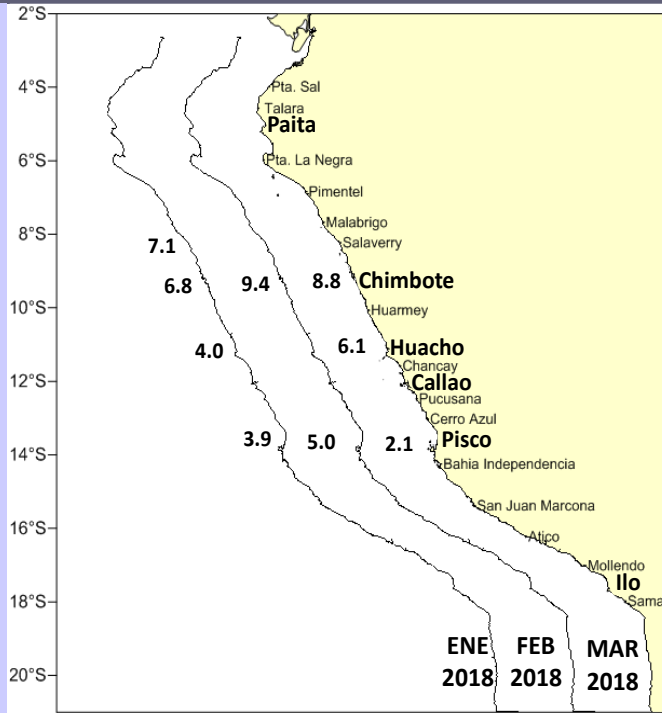 2°S
4°S
Pta. Sal
Talara
Paita
6°S
Pta. La Negra
Pimentel
Malabrigo
8°S
7.1
Salaverry
6.8
9.4
8.8
Chimbote
10°S
Huarmey
4.0
6.1
Huacho
Chancay
12°S
Callao
Pucusana
Cerro Azul
3.9
5.0
2.1
Pisco
14°S
Bahia Independencia
San Juan Marcona
16°S
Atico
Mollendo
Ilo
18°S
Sama
ENE
2018
FEB
2018
MAR
2018
20°S